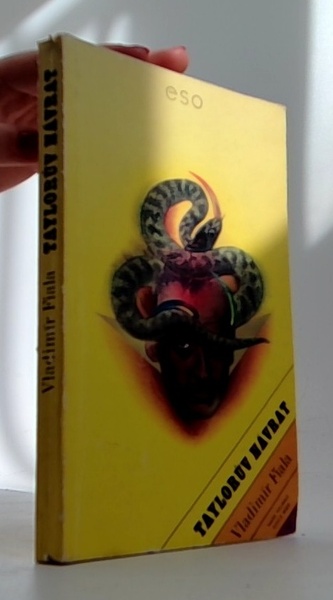 eso
Vladimír Fiala TAYLORŮV NÁVRAT
TAYLORŮV NÁVRAT
Vladimír Fiala